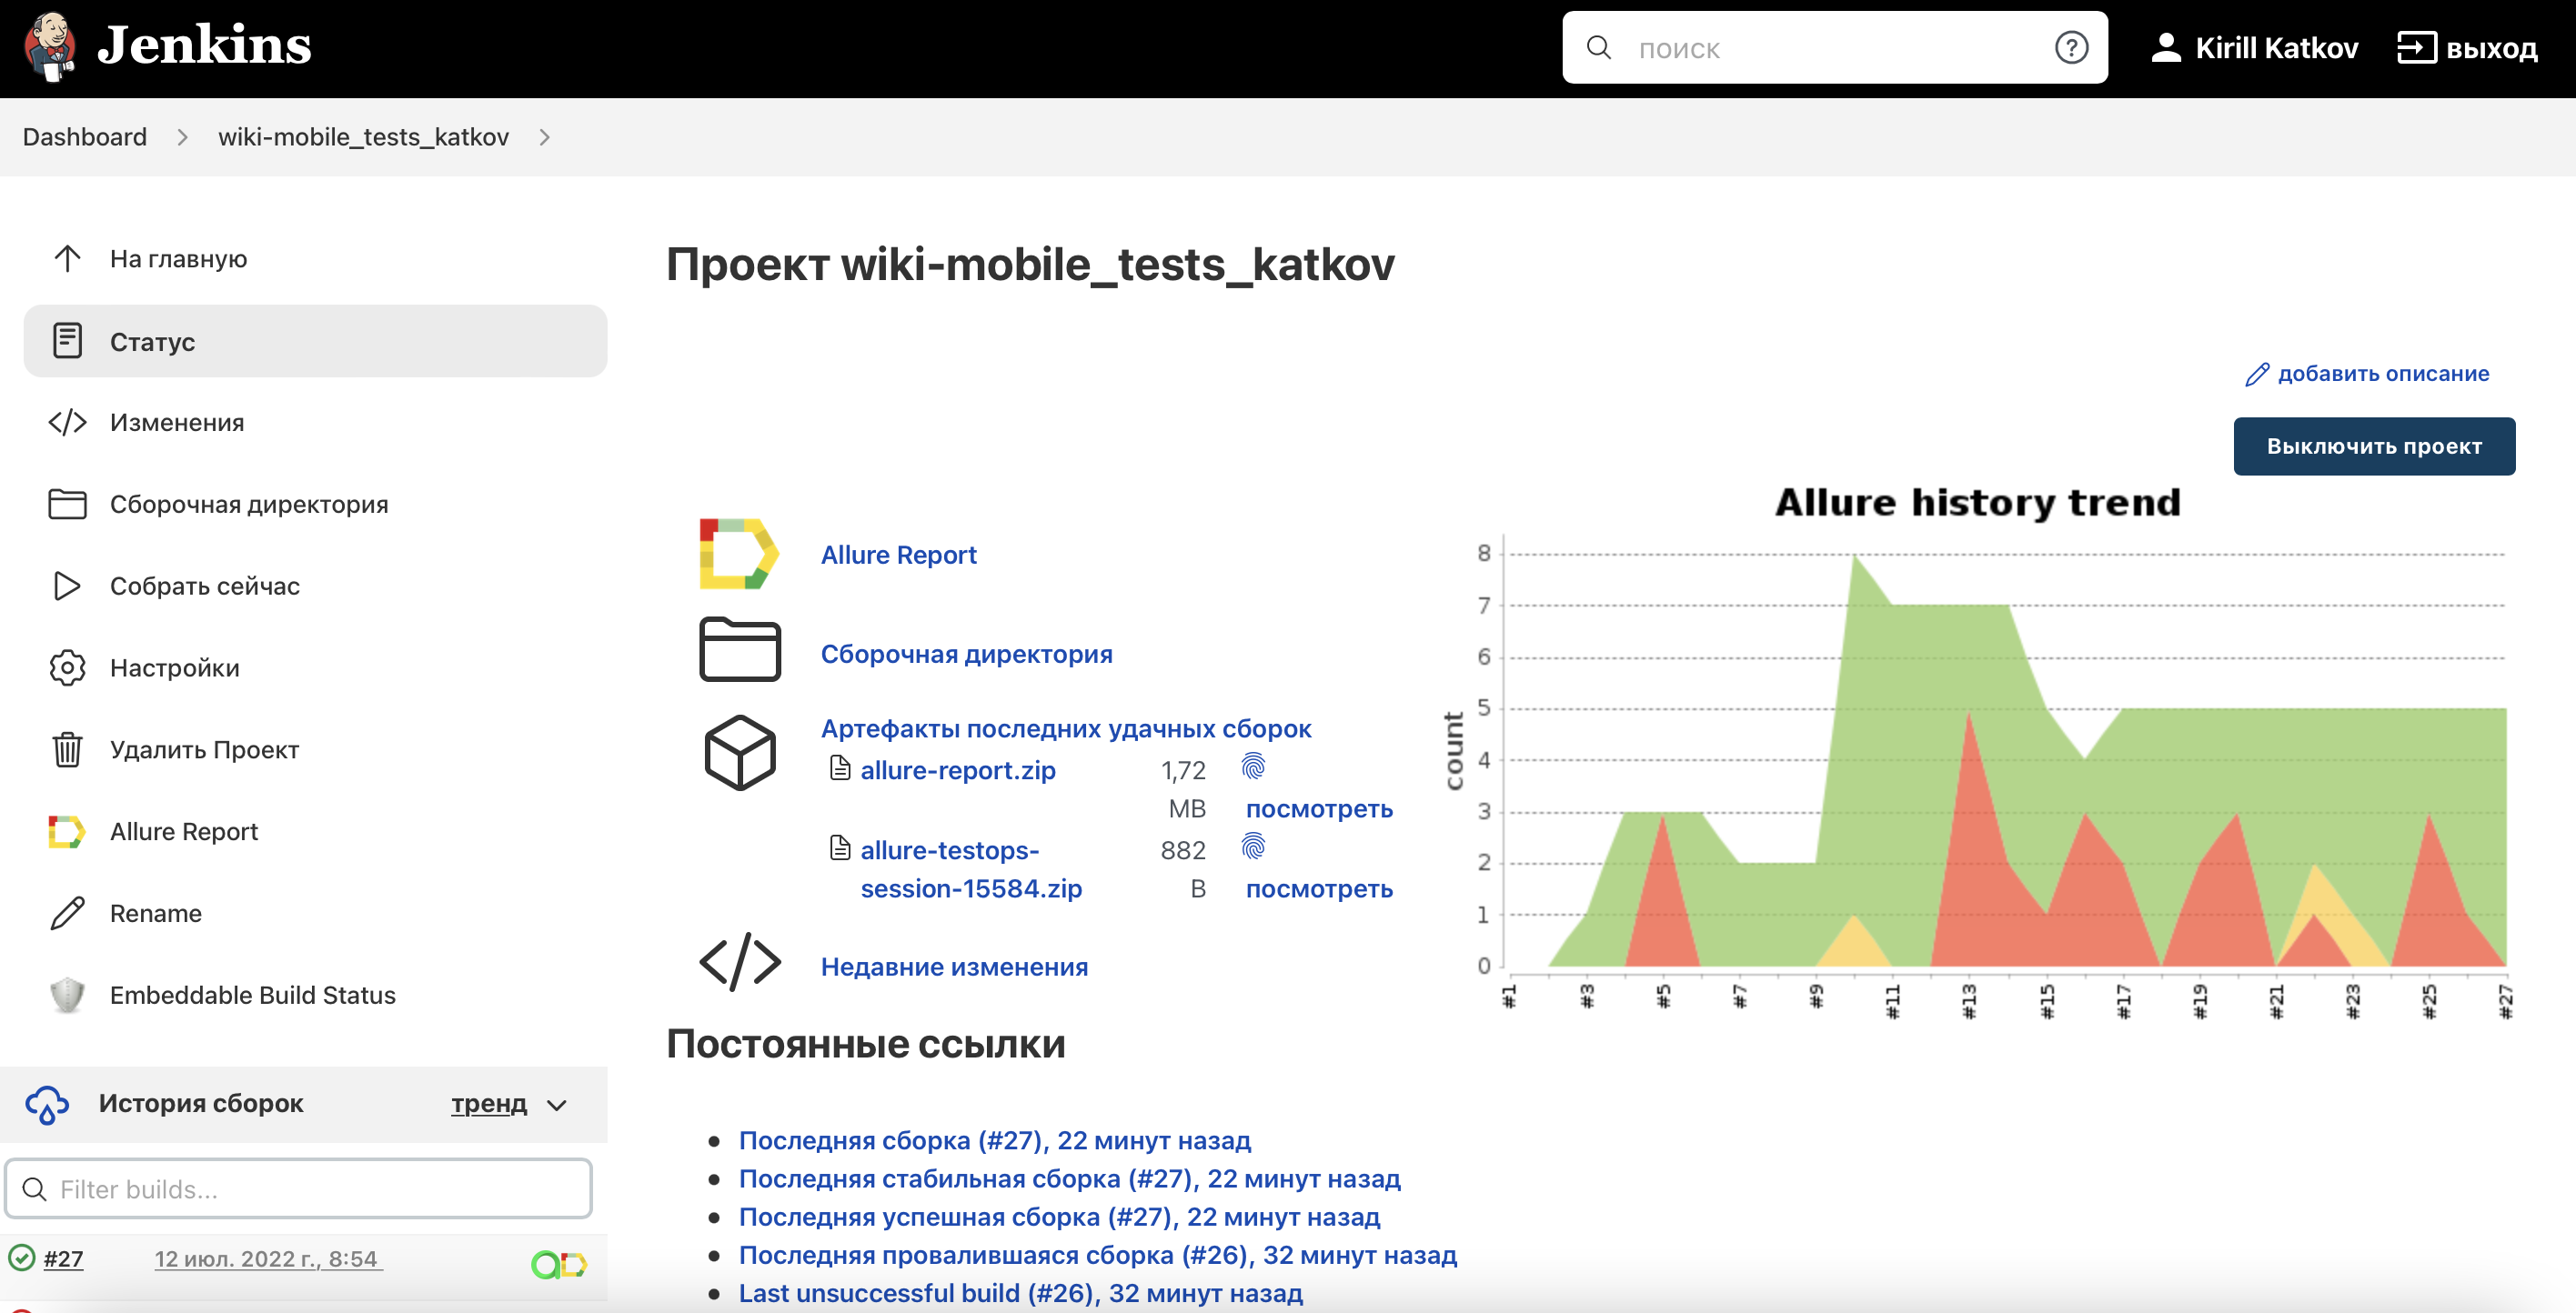 Jenkins
поиск
Kirill Katkov
выход
Dashboard
wiki-mobile_tests_katkov
На главную
Статус
Изменения
Сборочная директория
Собрать сейчас
Настройки
Удалить Проект
Allure Report
Rename
Embeddable Build Status
История сборок
тренд
Filter builds...
#27
12 июл. 2022 г., 8:54
Проект wiki-mobile_tests_katkov
добавить описание
Выключить проект
Allure Report
Сборочная директория
Артефакты последних удачных сборок
allure-report.zip 1,72
MB посмотреть
allure-testops- 882
session-15584.zip B посмотреть
Недавние изменения
Allure history trend
count
8
7
6
5
4
3
2
1
0
#1 #3 #5 #7 #9 #11 #13 #15 #17 #19 #21 #23 #25 #27
Постоянные ссылки
Последняя сборка (#27), 22 минут назад
Последняя стабильная сборка (#27), 22 минут назад
Последняя успешная сборка (#27), 22 минут назад
Последняя провалившаяся сборка (#26), 32 минут назад
Last unsuccessful build (#26), 32 минут назад